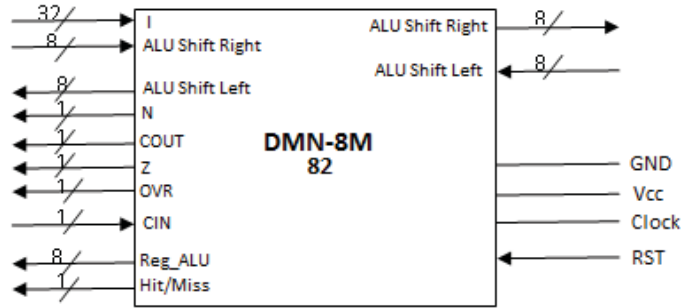 32 I ALU Shift Right 8
8 ALU Shift Right
ALU Shift Left 8
8 ALU Shift Left
1 N
1 COUT
DMN-8M
1 Z
82
GND
1 OVR
Vcc
1 CIN
Clock
8 Reg_ALU
RST
1 Hit/Miss